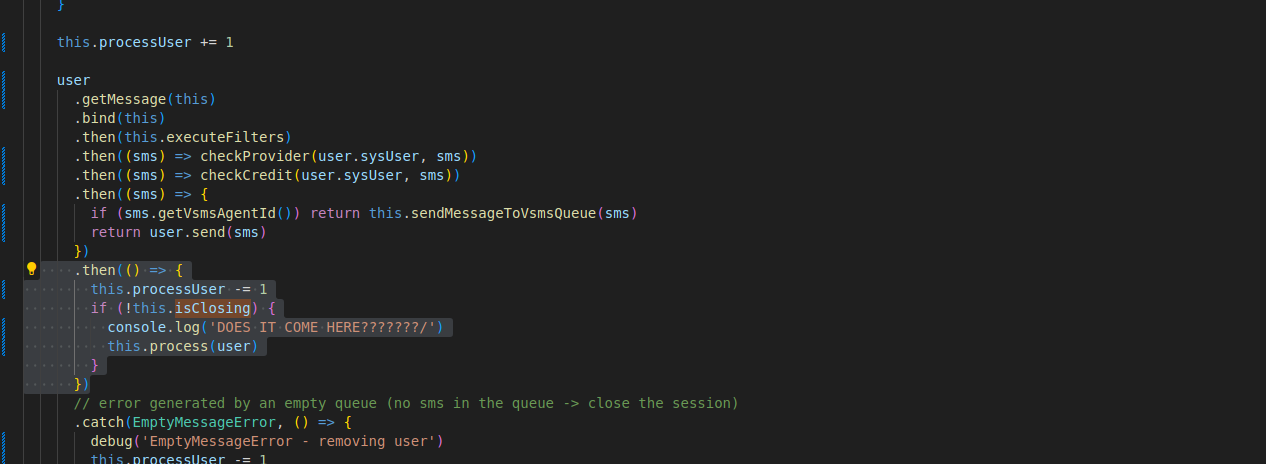 }
this.processUser += 1
user
.getMessage(this)
.bind(this)
.then(this.executeFilters)
.then((sms) => checkProvider(user.sysUser, sms))
.then((sms) => checkCredit(user.sysUser, sms))
.then((sms) => {
if (sms.getVsmsAgentId()) return this.sendMessageToVsmsQueue(sms)
return user.send(sms)
})
.then(() => {
this.processUser -= 1
if (!this.isClosing) {
console.log('DOES IT COME HERE???????/')
this.process(user)
}
})
// error generated by an empty queue (no sms in the queue -> close the session)
.catch(EmptyMessageError, () => {
debug('EmptyMessageError - removing user')
this.processUser -= 1